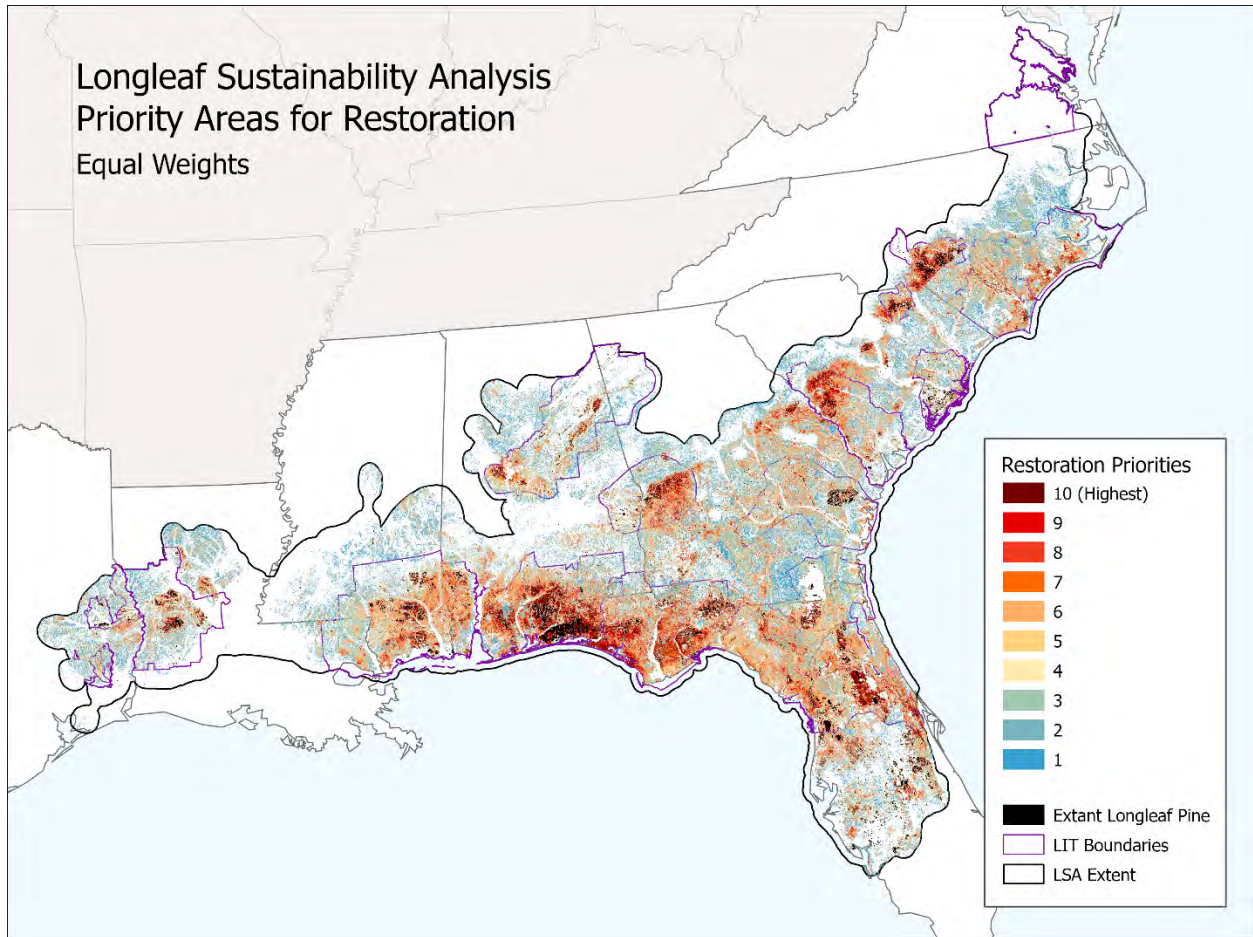 Longleaf Sustainability Analysis
Priority Areas for Restoration
Equal Weights
Restoration Priorities
10 (Highest)
9
8
7
6
5
4
3
2
1
Extant Longleaf Pine
LIT Boundaries
LSA Extent